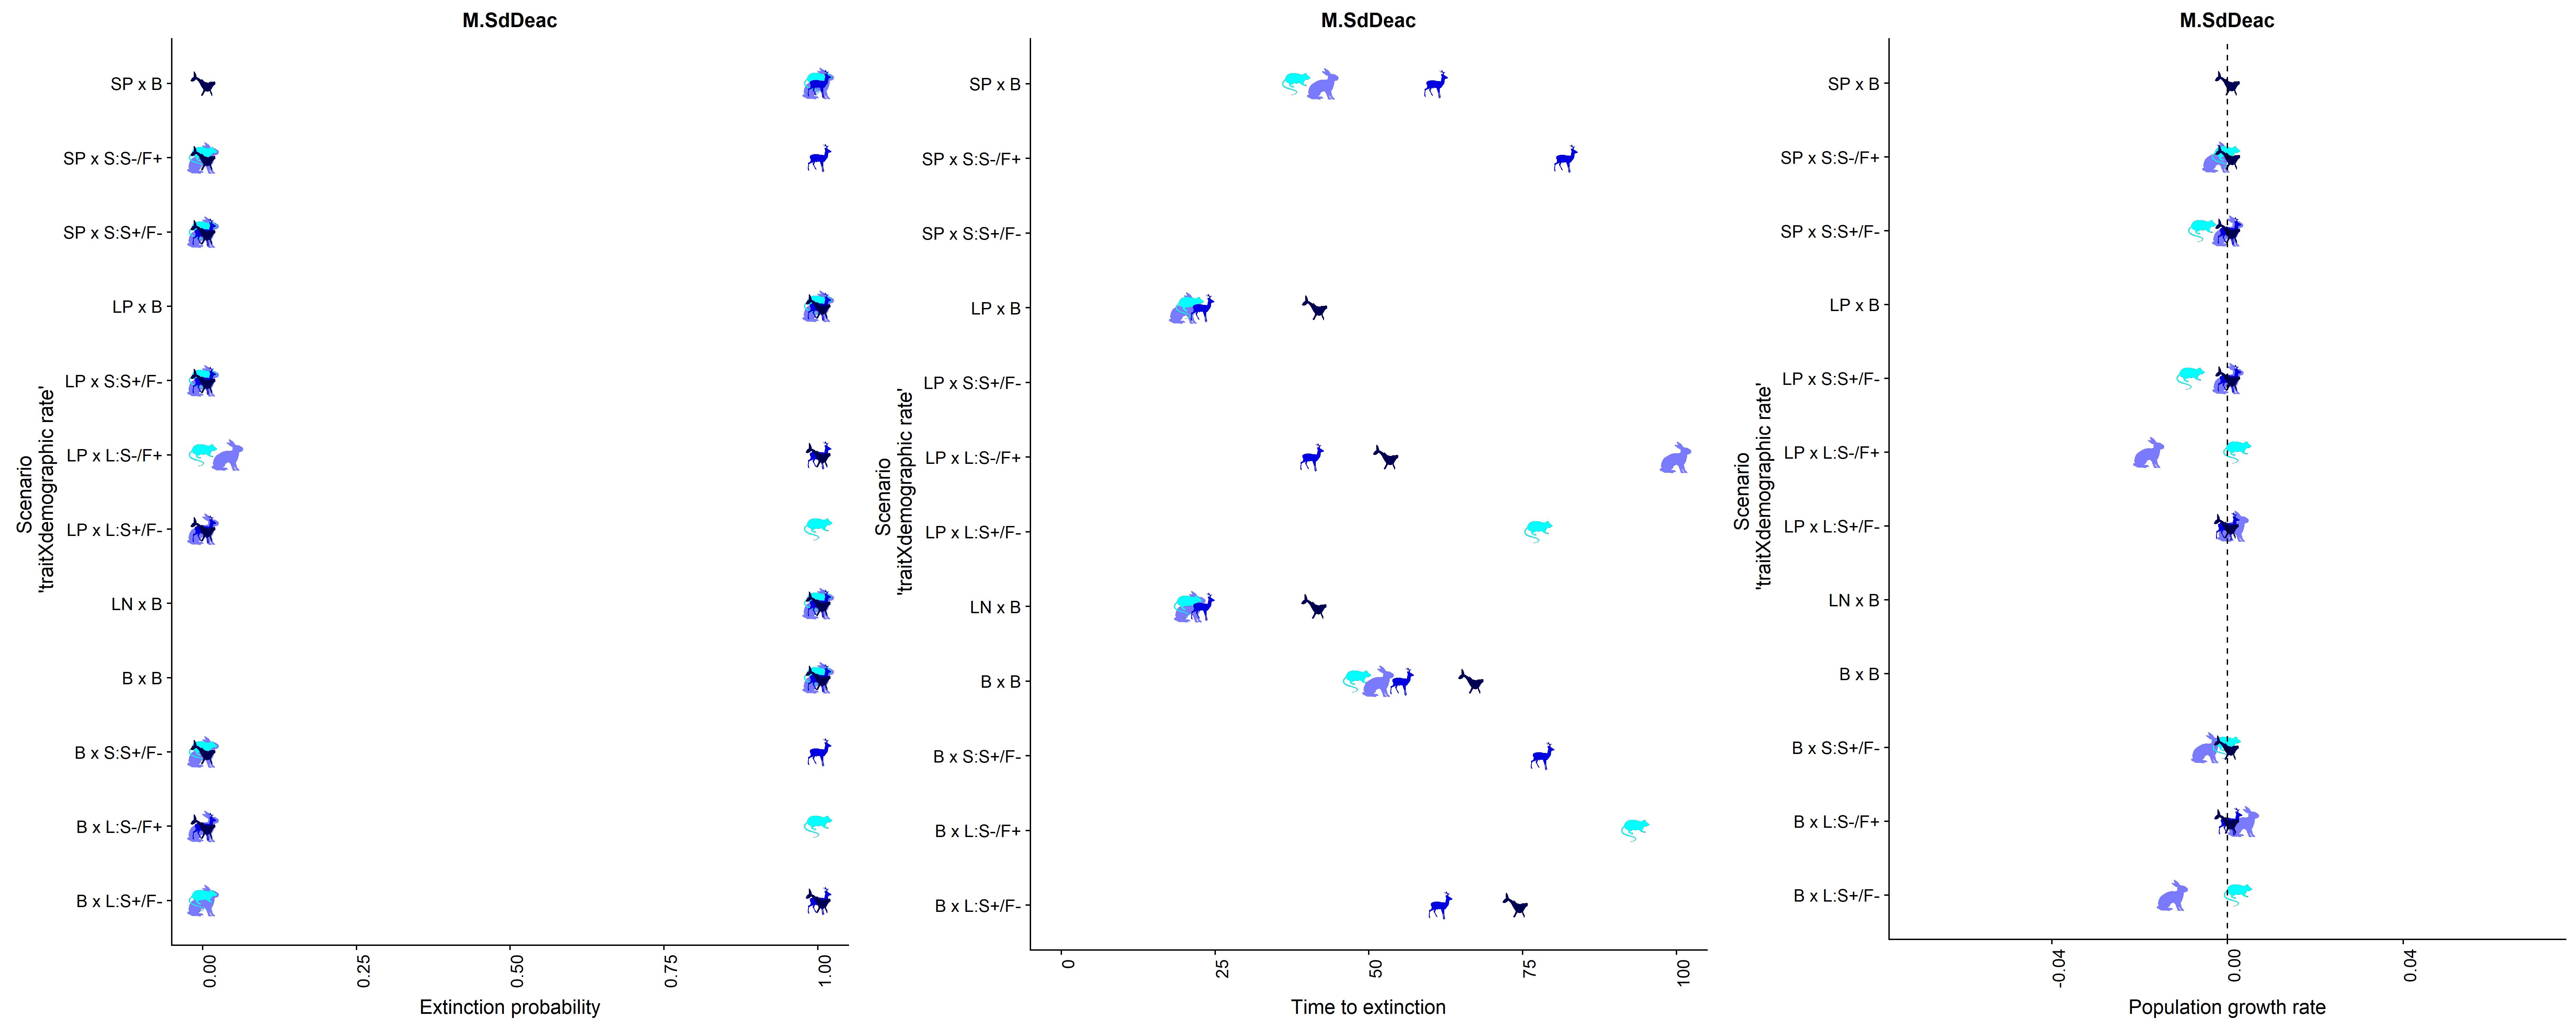 M.SdDeac
SP x B
SP x S:S-/F+
SP x S:S+/F-
LP x B
LP x S:S+/F-
LP x L:S-/F+
LP x L:S+/F-
LN x B
B x B
B x S:S+/F-
B x L:S-/F+
B x L:S+/F-
Scenario
'traitXdemographic rate'
0.00
0.25
0.50
0.75
1.00
Extinction probability
M.SdDeac
SP x B
SP x S:S-/F+
SP x S:S+/F-
LP x B
LP x S:S+/F-
LP x L:S-/F+
LP x L:S+/F-
LN x B
B x B
B x S:S+/F-
B x L:S-/F+
B x L:S+/F-
Scenario
'traitXdemographic rate'
0
25
50
75
100
Time to extinction
M.SdDeac
SP x B
SP x S:S-/F+
SP x S:S+/F-
LP x B
LP x S:S+/F-
LP x L:S-/F+
LP x L:S+/F-
LN x B
B x B
B x S:S+/F-
B x L:S-/F+
B x L:S+/F-
Scenario
'traitXdemographic rate'
-0.04
0.00
0.04
Population growth rate